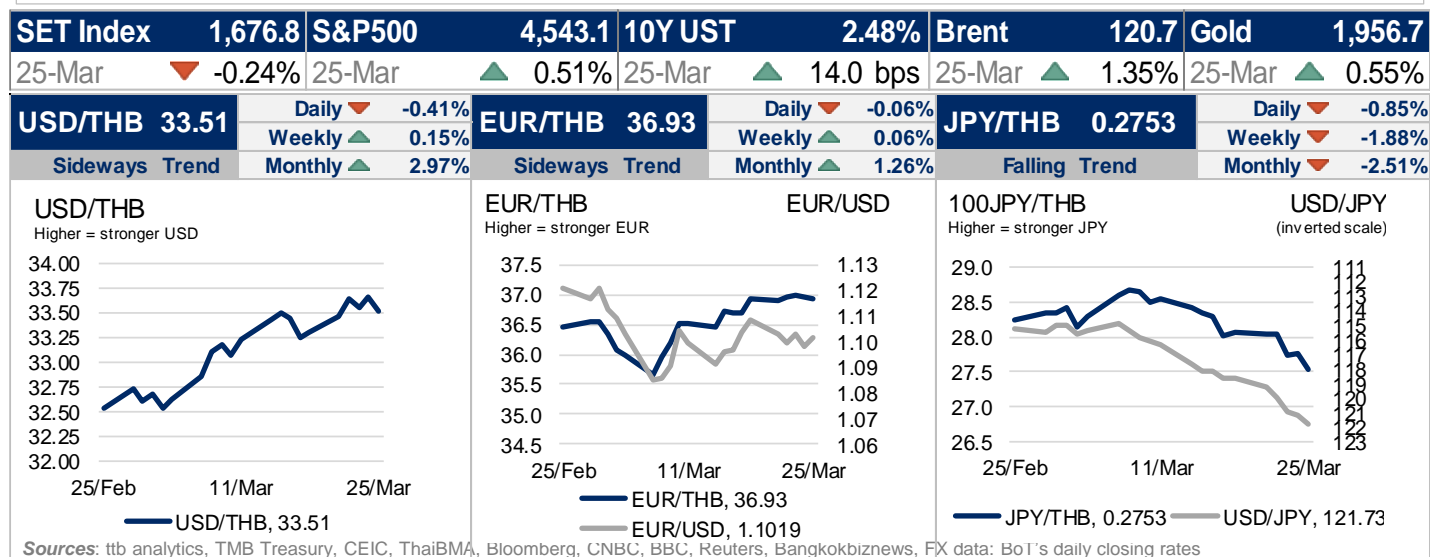 SET Index 1,676.8 S&P500 4,543.1 10Y UST 2.48% Brent 120.7 Gold 1,956.7
25-Mar -0.24% 25-Mar 0.51% 25-Mar 14.0 bps 25-Mar 1.35% 25-Mar 0.55%
USD/THB 33.51
Daily -0.41%
Weekly 0.15%
Sideways Trend
Monthly 2.97%
EUR/THB 36.93
Daily -0.06%
Weekly 0.06%
Sideways Trend
Monthly 1.26%
JPY/THB 0.2753
Daily -0.85%
Weekly -1.88%
Falling Trend
Monthly -2.51%
USD/THB
Higher = stronger USD
34.00
33.75
33.50
33.25
33.00
32.75
32.50
32.25
32.00
25/Feb 11/Mar 25/Mar
USD/THB, 33.51
EUR/THB EUR/USD
Higher = stronger EUR
37.5 1.13
37.0 1.12
36.5 1.11
36.0 1.10
35.5 1.09
35.0 1.08
34.5 1.07
1.06
25/Feb 11/Mar 25/Mar
EUR/THB, 36.93
EUR/USD, 1.1019
100JPY/THB USD/JPY
Higher = stronger JPY (inverted scale)
29.0
28.5
28.0
27.5
27.0
26.5
111
112
113
114
115
116
117
118
119
120
121
122
123
25/Feb 11/Mar 25/Mar
JPY/THB, 0.2753 USD/JPY, 121.73
Sources: ttb analytics, TMB Treasury, CEIC, ThaiBMA, Bloomberg, CNBC, BBC, Reuters, Bangkokbiznews, FX data: BoT's daily closing rates